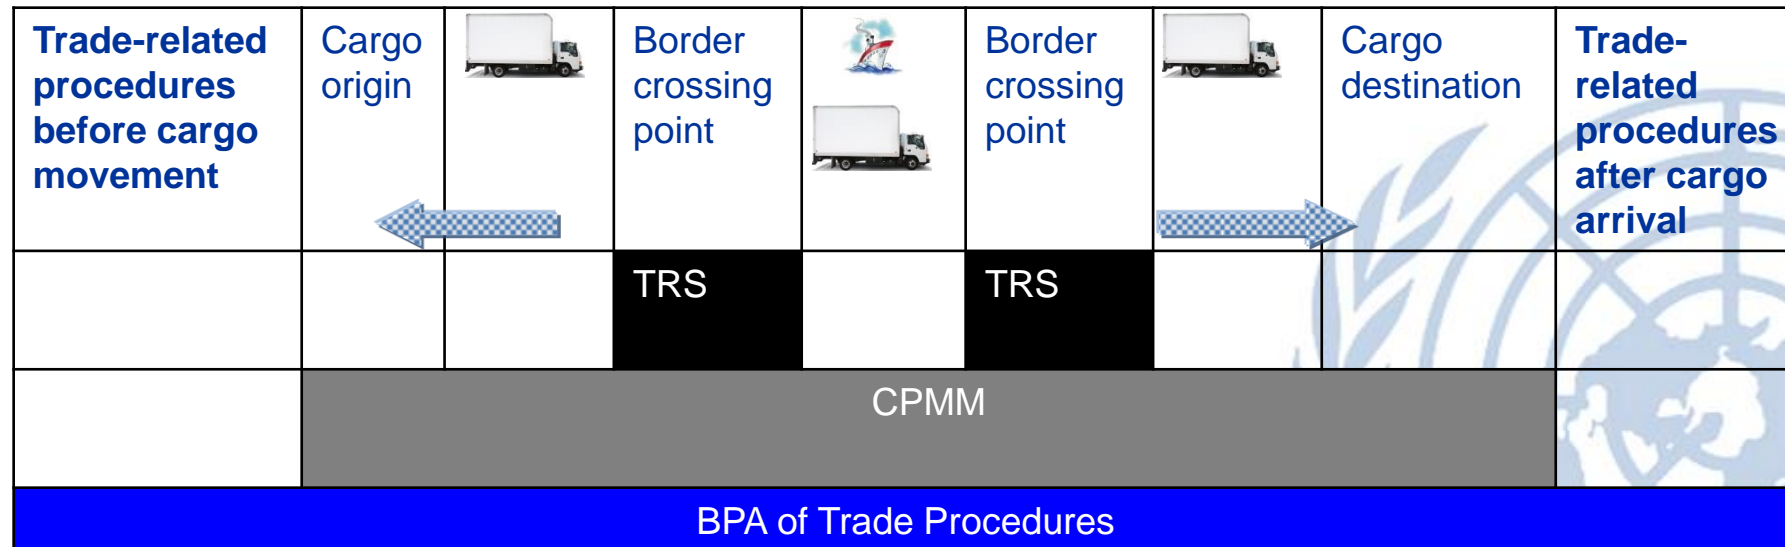 Trade-related
procedures
before cargo
movement
Cargo
origin
Border
crossing
point
Border
crossing
point
Cargo
destination
Trade-
related
procedures
after cargo
arrival
TRS
TRS
CPMM
BPA of Trade Procedures